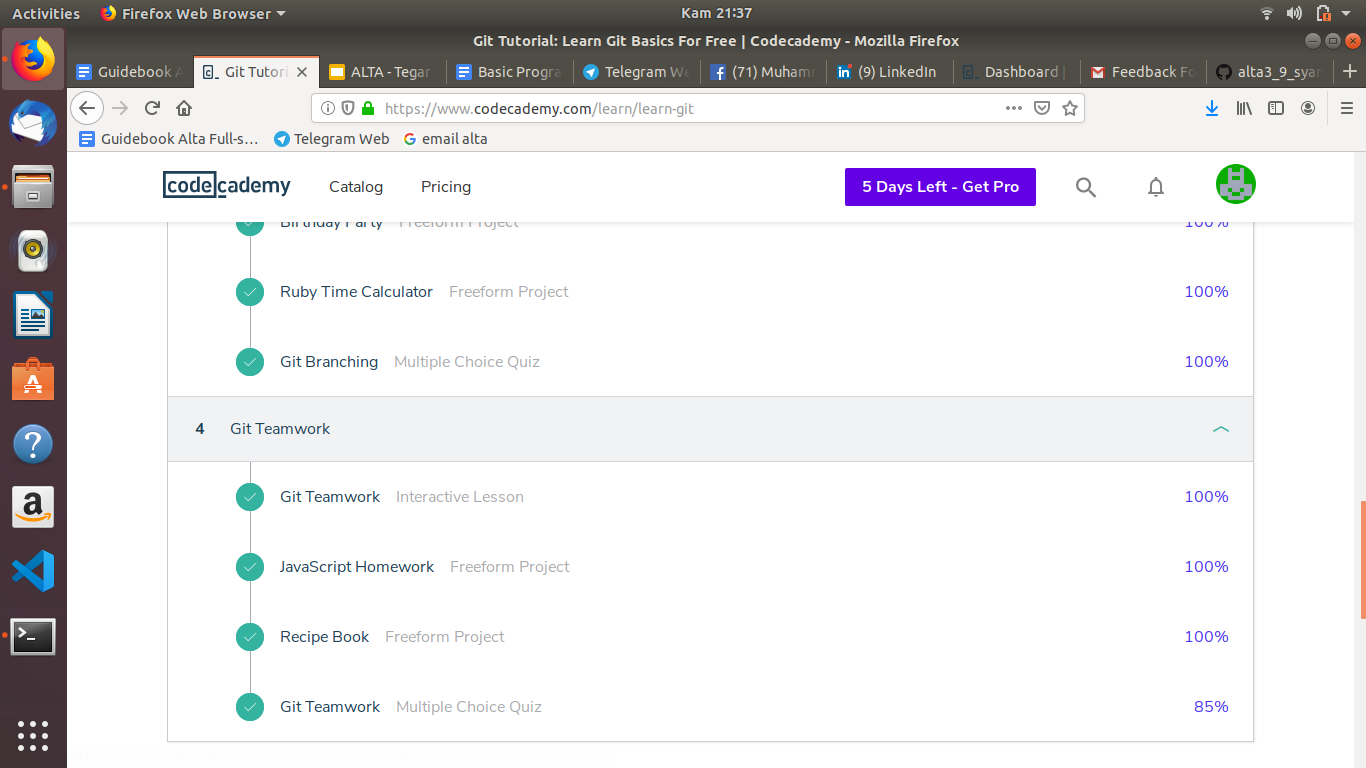 Activities Firefox Web Browser Kam 21:37
Git Tutorial: Learn Git Basics For Free | Codecademy - Mozilla Firefox
Guidebook A Git Tutori ALTA - Tegar Basic Progra Telegram We (71) Muham (9) LinkedIn Dashboard | Feedback Fo alta3_9_syar
https://www.codecademy.com/learn/learn-git
Guidebook Alta Full-s… Telegram Web email alta
codecademy Catalog Pricing 5 Days Left - Get Pro
Birthday Party Freeform Project 100%
Ruby Time Calculator Freeform Project 100%
Git Branching Multiple Choice Quiz 100%
4 Git Teamwork
Git Teamwork Interactive Lesson 100%
JavaScript Homework Freeform Project 100%
Recipe Book Freeform Project 100%
Git Teamwork Multiple Choice Quiz 85%